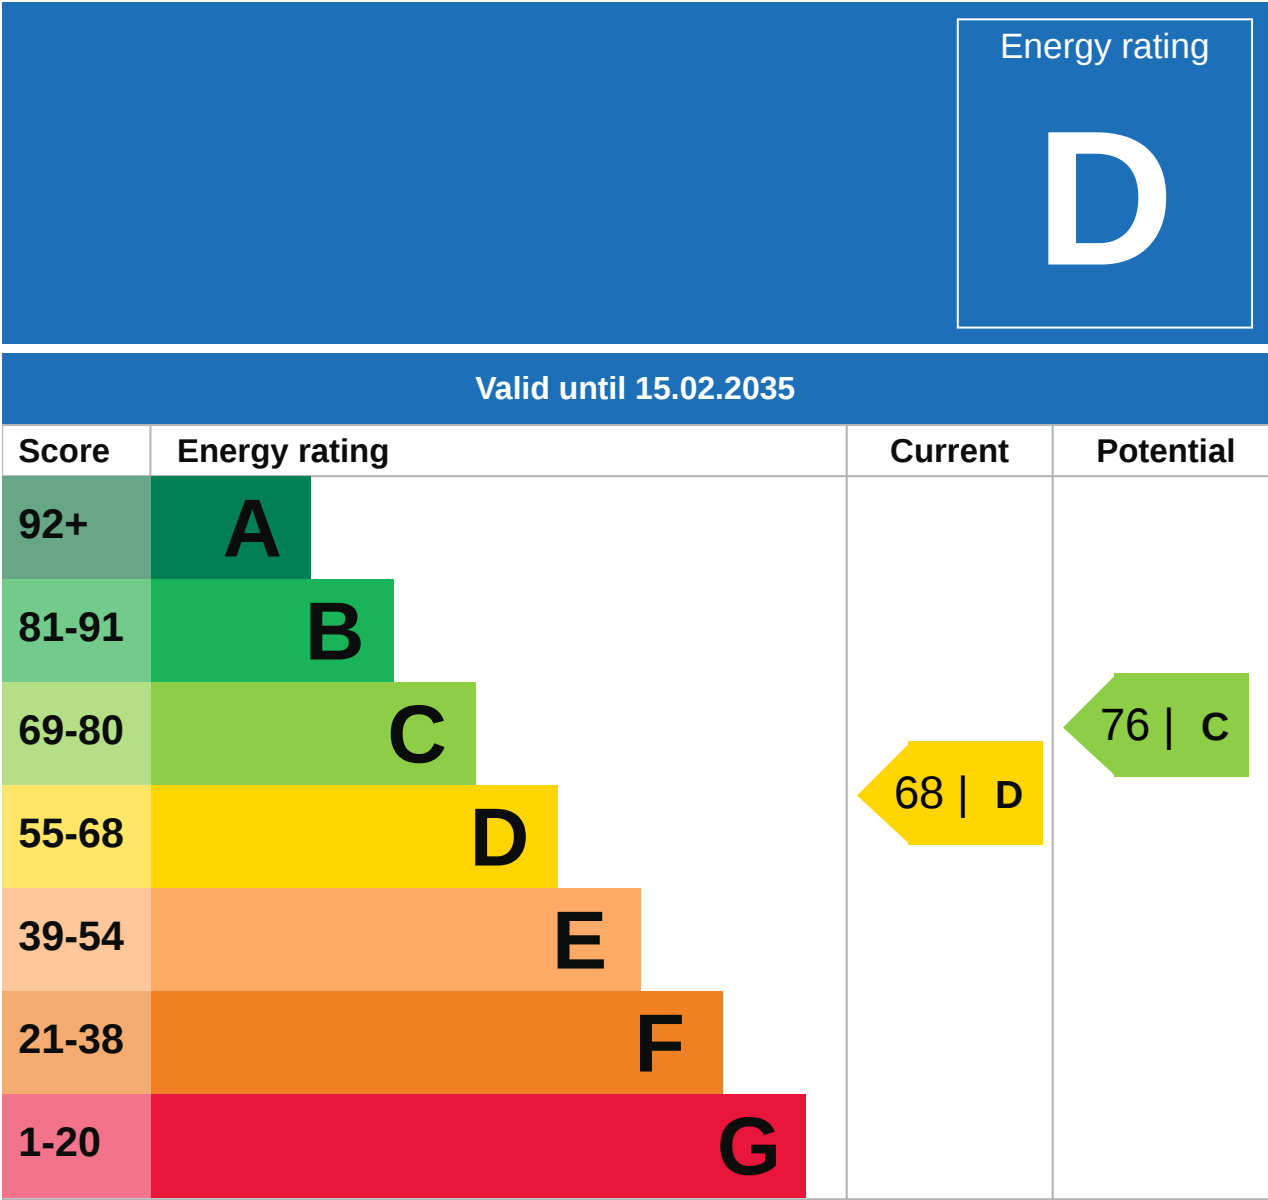 Energy rating
D
Valid until 15.02.2035
Score Energy rating Current Potential
92+ A
81-91 B
69-80 C 76 | C
55-68 D 68 | D
39-54 E
21-38 F
1-20 G